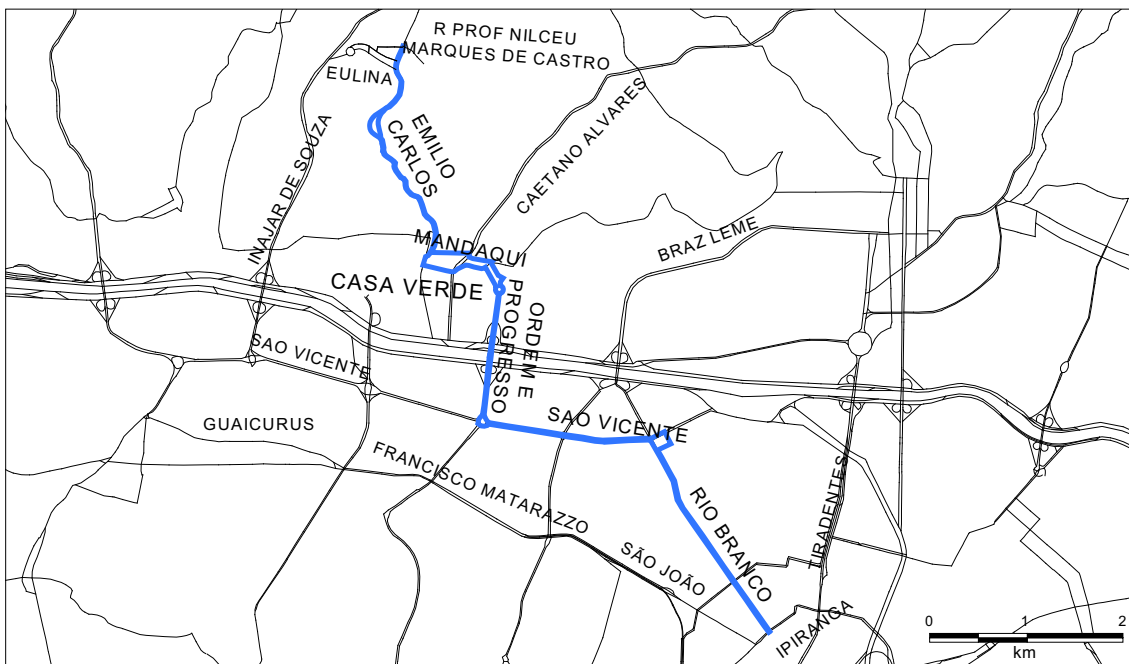 R PROF NILCEU
MARQUES DE CASTRO
EULINA
EMILIO
CARLOS
CAETANO ALVARES
INAJAR DE SOUZA
MANDAQUI
BRAZ LEME
CASA VERDE
ORDEM E
PROGRESSO
SAO VICENTE
SAO VICENTE
GUAICURUS
FRANCISCO MATARAZZO
TIRADENTES
RIO BRANCO
SÃO JOÃO
IPIRANGA
0 1 2
km